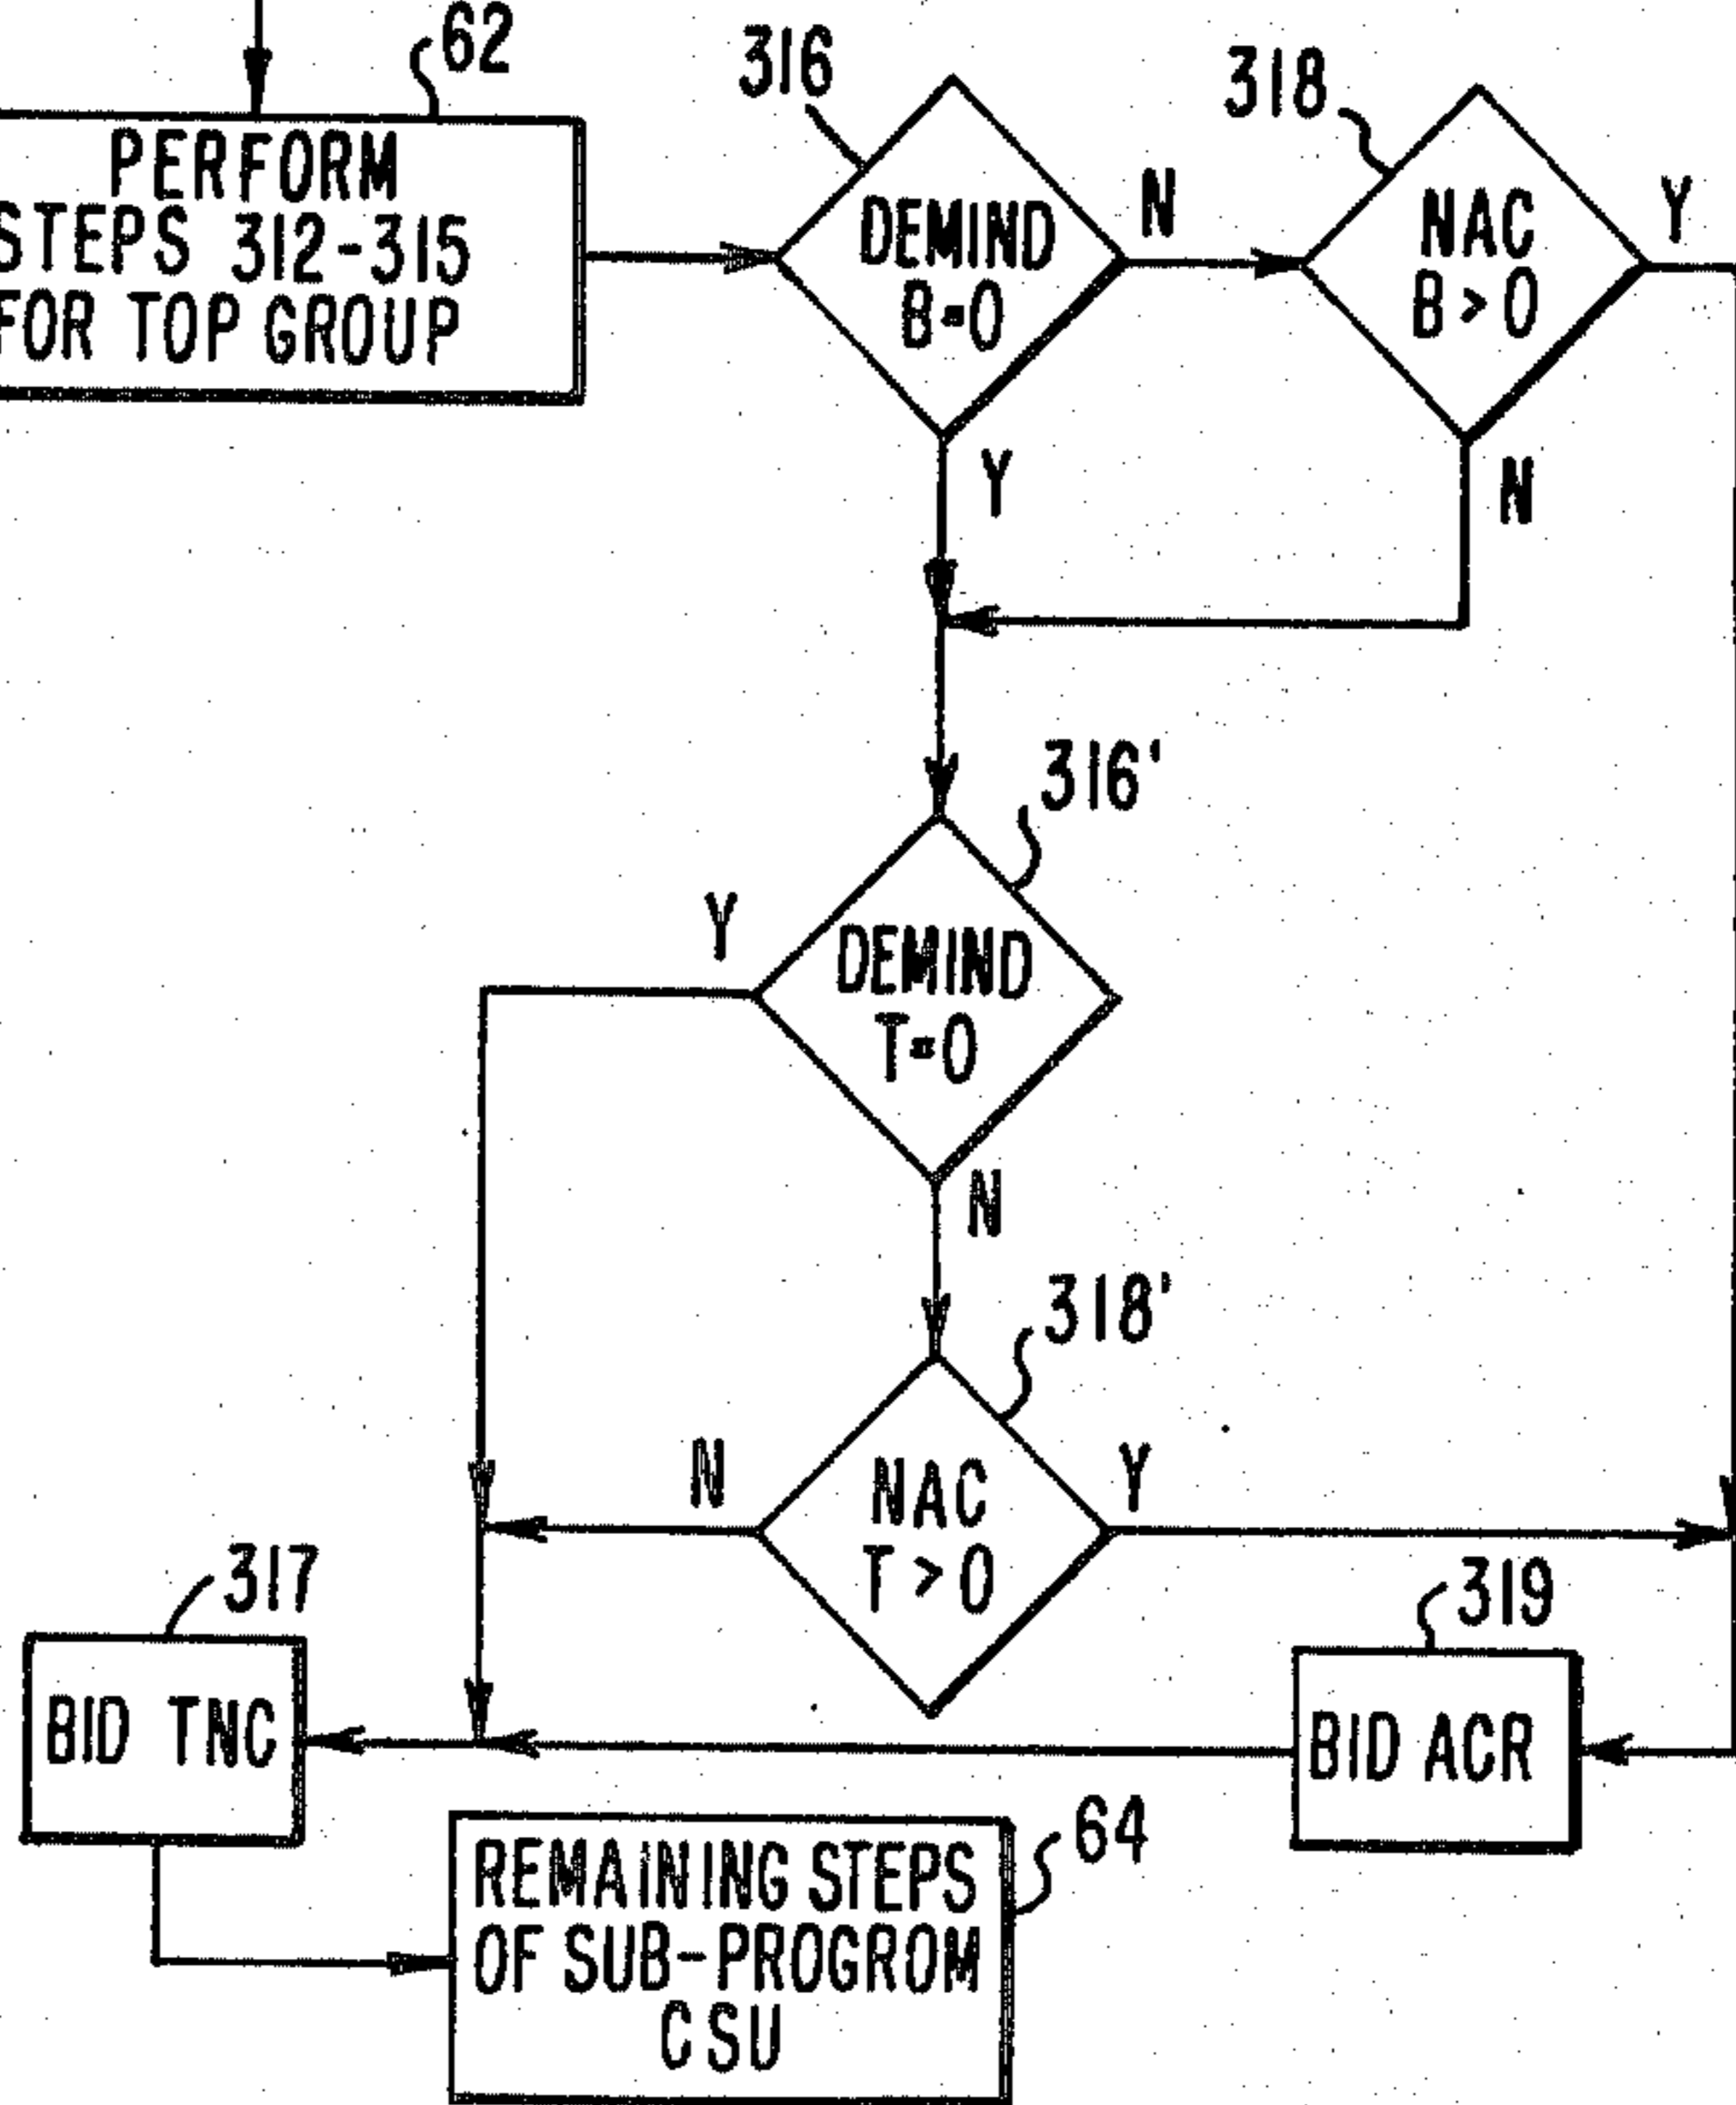 62
PERFORM
STEPS 312-315
FOR TOP GROUP
316
DEMIND
B=0
N
Y
318
NAC
B>0
Y
N
316'
DEMIND
T=0
Y
N
318'
NAC
T>0
N
Y
317
BID TNC
319
BID ACR
64
REMAINING STEPS
OF SUB-PROGROM
CSU